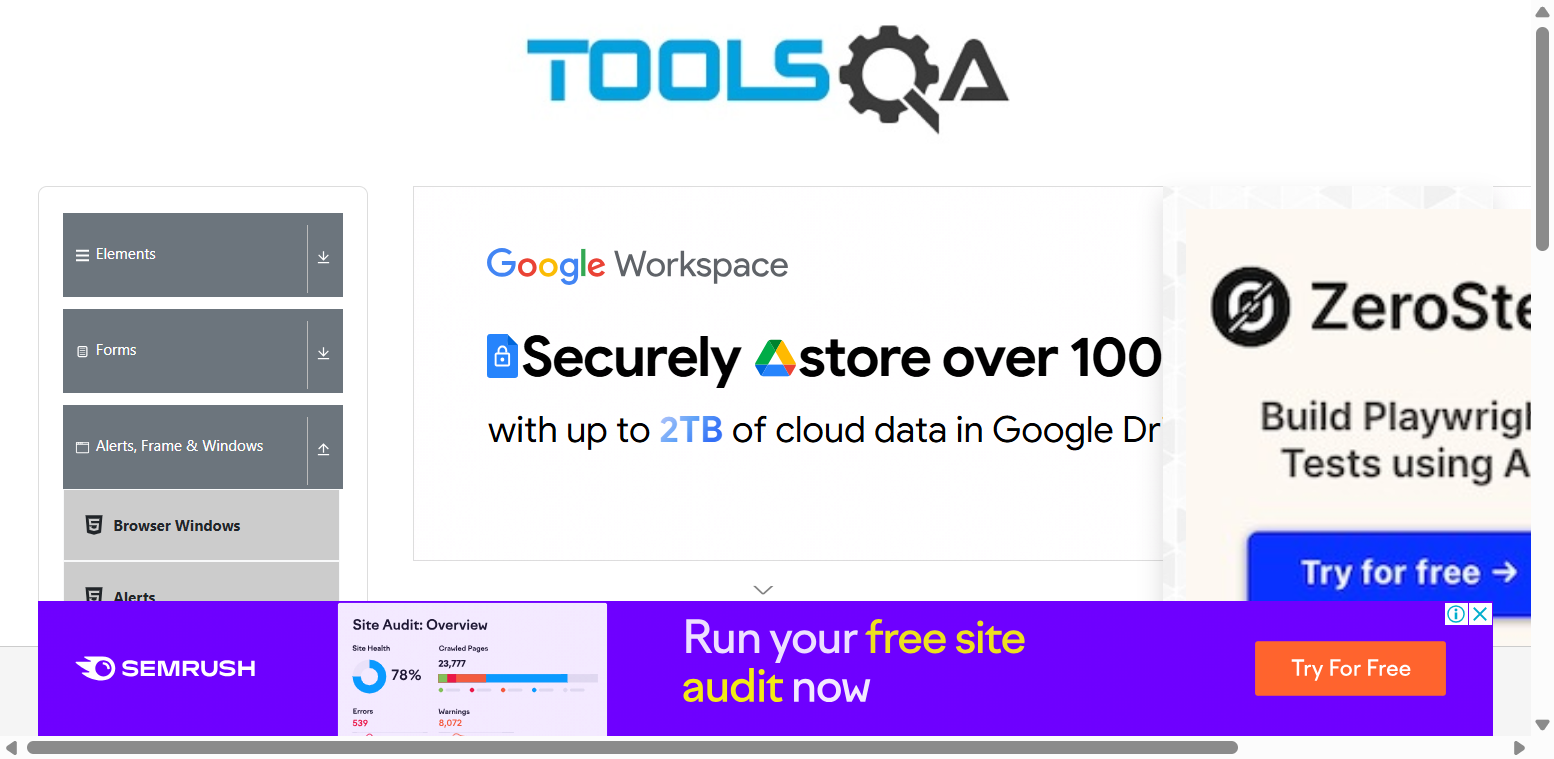 TOOLSQA
Elements
Forms
Alerts, Frame & Windows
Browser Windows
Alerts
Google Workspace
Securely store over 100
with up to 2TB of cloud data in Google Dr
ZeroSte
Build Playwrigh
Tests using A
Try for free →
SEMRUSH
Site Audit: Overview
Site Health
78%
Errors
539
Crawled Pages
23,777
Warnings
8,072
Run your free site
audit now
Try For Free